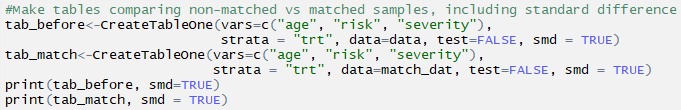 #Make tables comparing non-matched vs matched samples, including standard difference
tab_before<-CreateTableOne(vars=c("age", "risk", "severity"),
strata = "trt", data=data, test=FALSE, smd = TRUE)
tab_match<-CreateTableOne(vars=c("age", "risk", "severity"),
strata = "trt", data=match_dat, test=FALSE, smd = TRUE)
print(tab_before, smd=TRUE)
print(tab_match, smd = TRUE)